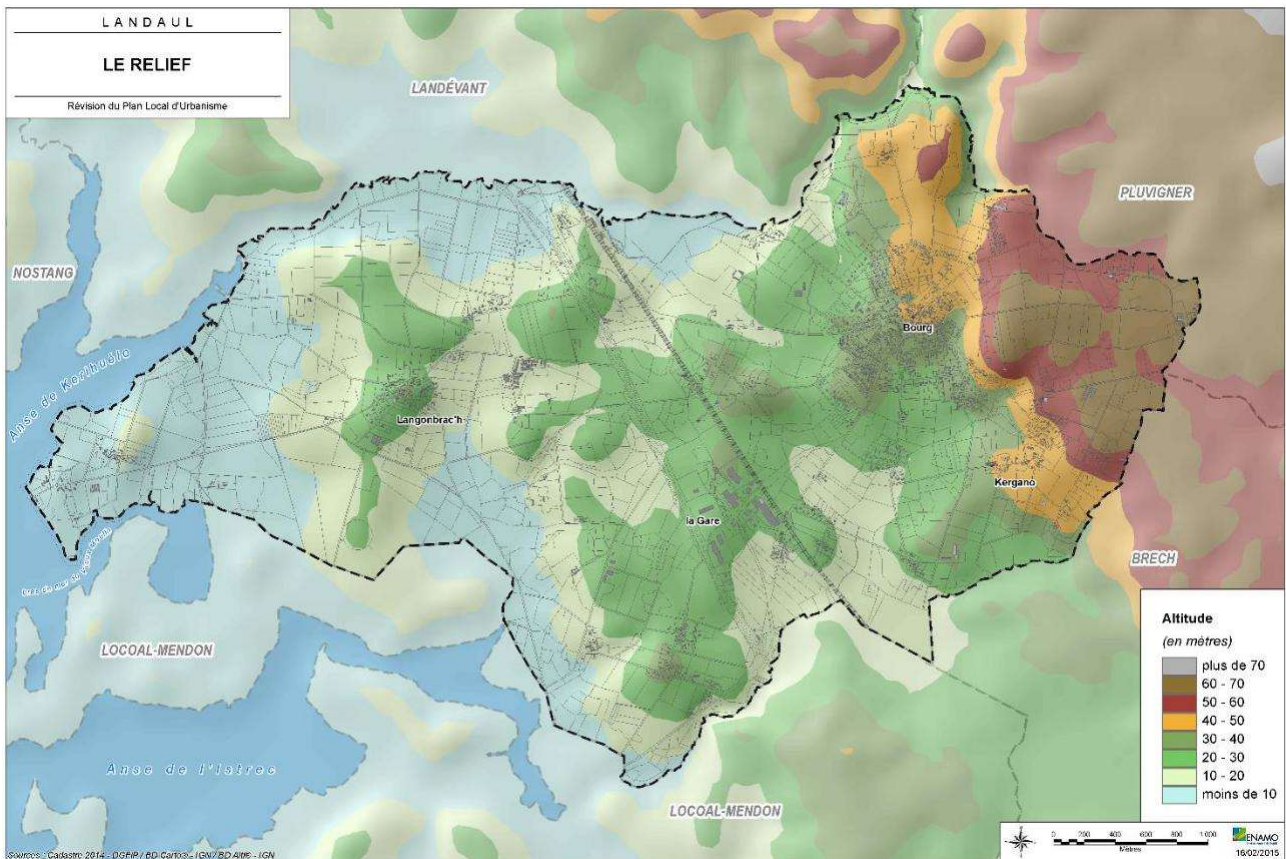 LANDAUL
LE RELIEF
Révision du Plan Local d'Urbanisme
LANDÉVANT
PLUVIGNER
NOSTANG
Anse de Kerihuélo
Bourg
Langonbrac'h
Kergano
la Gare
BRECH
LOCOAL-MENDON
Anse de l'Istrec
LOCOAL-MENDON
Altitude
(en mètres)
plus de 70
60 - 70
50 - 60
40 - 50
30 - 40
20 - 30
10 - 20
moins de 10
0 200 400 600 800 1 000
Mètres
ENAMO
16/02/2015
Sources : Cadastre 2014 - DGFIP / BD Carto® - IGN / BD Alti® - IGN